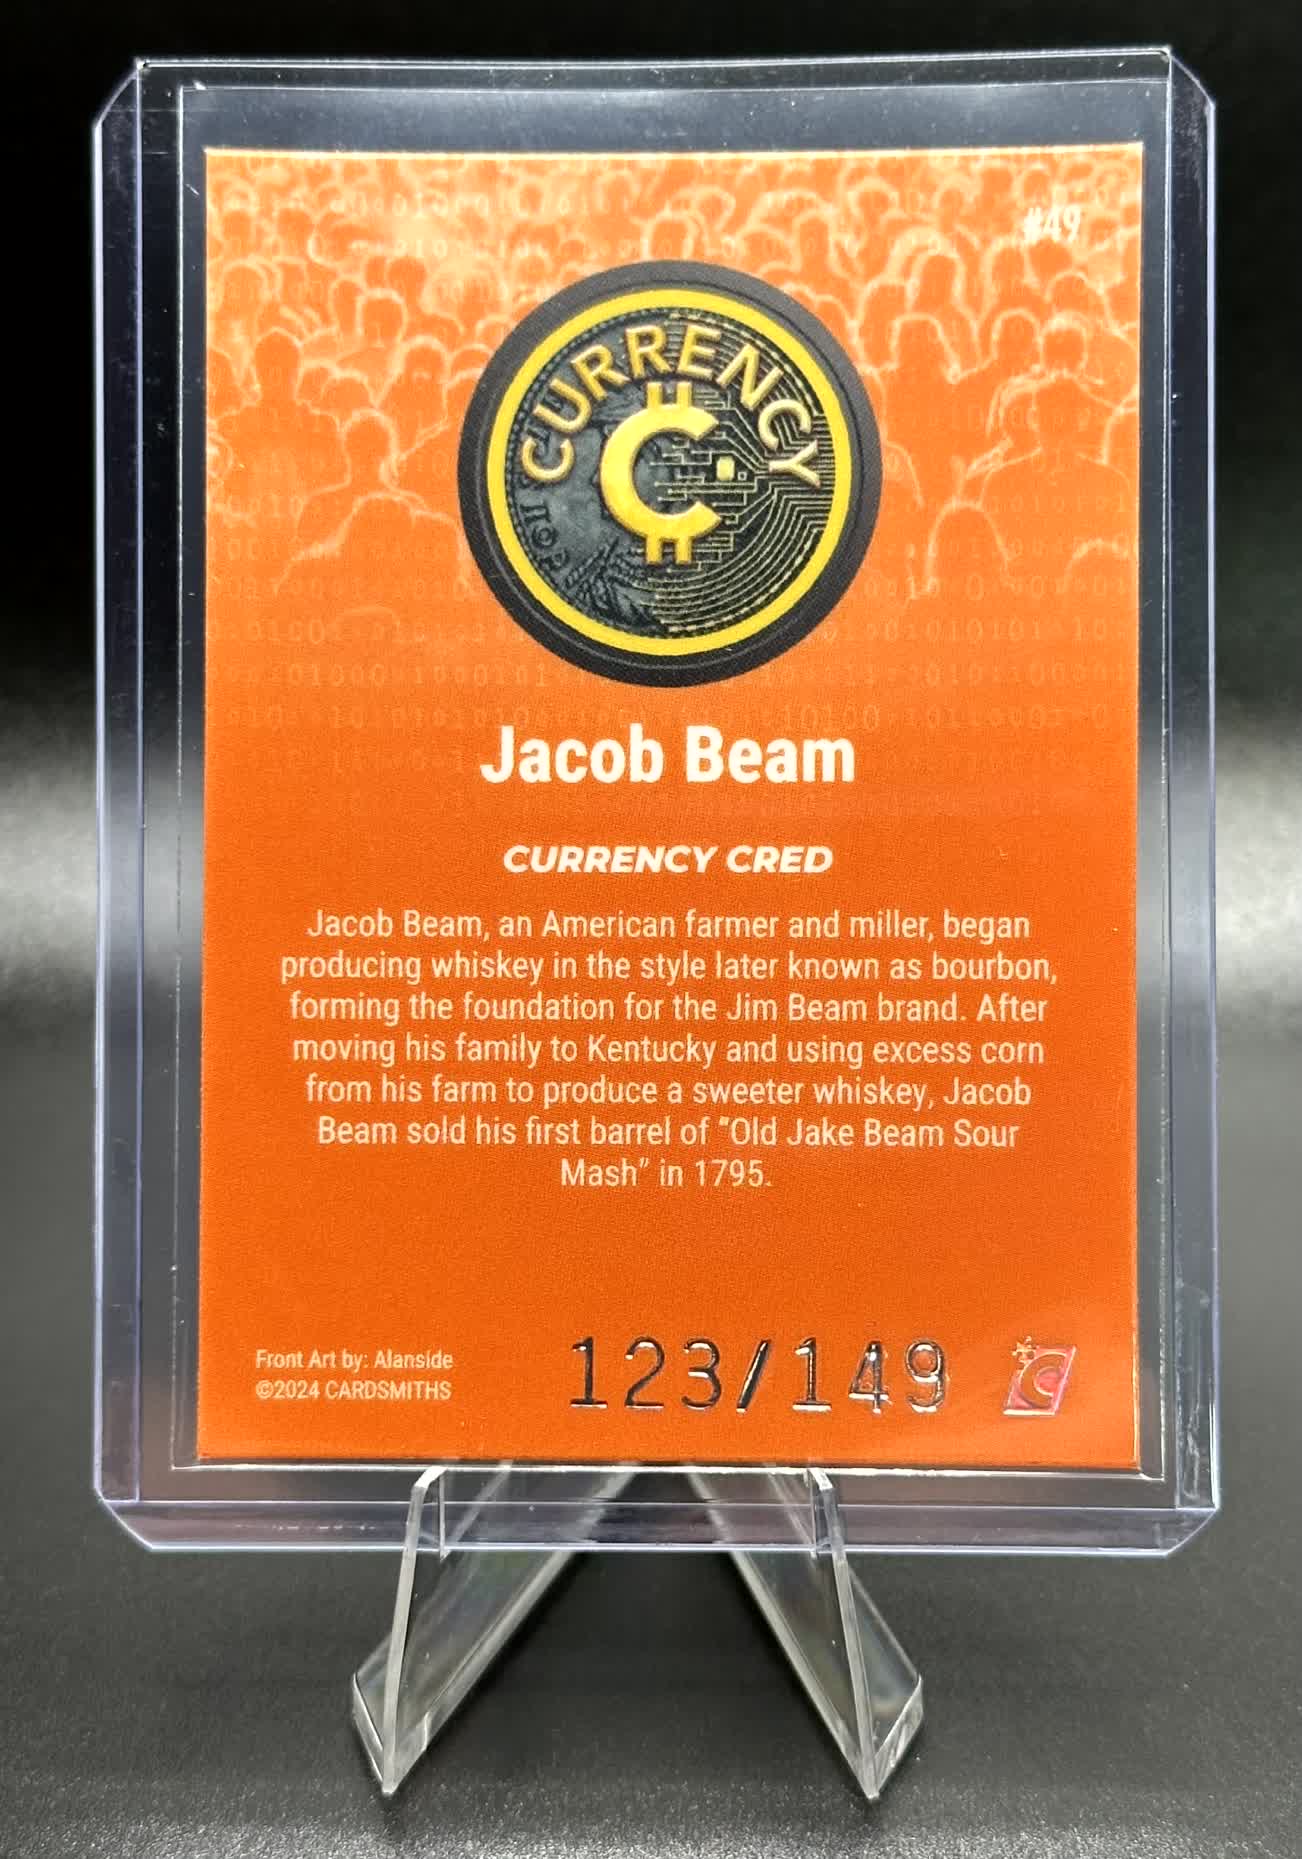 #49
CURRENCY
Jacob Beam
CURRENCY CRED
Jacob Beam, an American farmer and miller, began
producing whiskey in the style later known as bourbon,
forming the foundation for the Jim Beam brand. After
moving his family to Kentucky and using excess corn
from his farm to produce a sweeter whiskey, Jacob
Beam sold his first barrel of "Old Jake Beam Sour
Mash" in 1795.
Front Art by: Alanside
©2024 CARDSMITHS
123/149